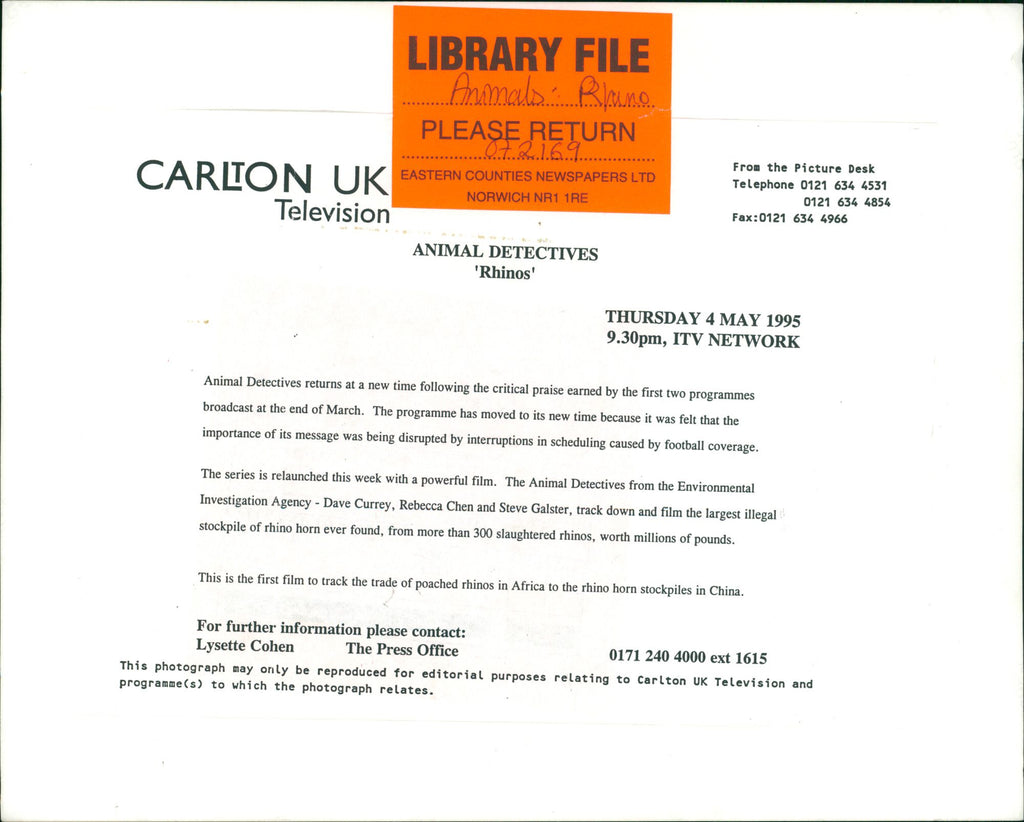 LIBRARY FILE
Animals: Rhino
PLEASE RETURN
072169
EASTERN COUNTIES NEWSPAPERS LTD
NORWICH NR1 1RE
CARLTON UK
Television
From the Picture Desk
Telephone 0121 634 4531
0121 634 4854
Fax:0121 634 4966
ANIMAL DETECTIVES
'Rhinos'
THURSDAY 4 MAY 1995
9.30pm, ITV NETWORK
Animal Detectives returns at a new time following the critical praise earned by the first two programmes
broadcast at the end of March. The programme has moved to its new time because it was felt that the
importance of its message was being disrupted by interruptions in scheduling caused by football coverage.
The series is relaunched this week with a powerful film. The Animal Detectives from the Environmental
Investigation Agency - Dave Currey, Rebecca Chen and Steve Galster, track down and film the largest illegal
stockpile of rhino horn ever found, from more than 300 slaughtered rhinos, worth millions of pounds.
This is the first film to track the trade of poached rhinos in Africa to the rhino horn stockpiles in China.
For further information please contact:
Lysette Cohen The Press Office 0171 240 4000 ext 1615
This photograph may only be reproduced for editorial purposes relating to Carlton UK Television and
programme(s) to which the photograph relates.